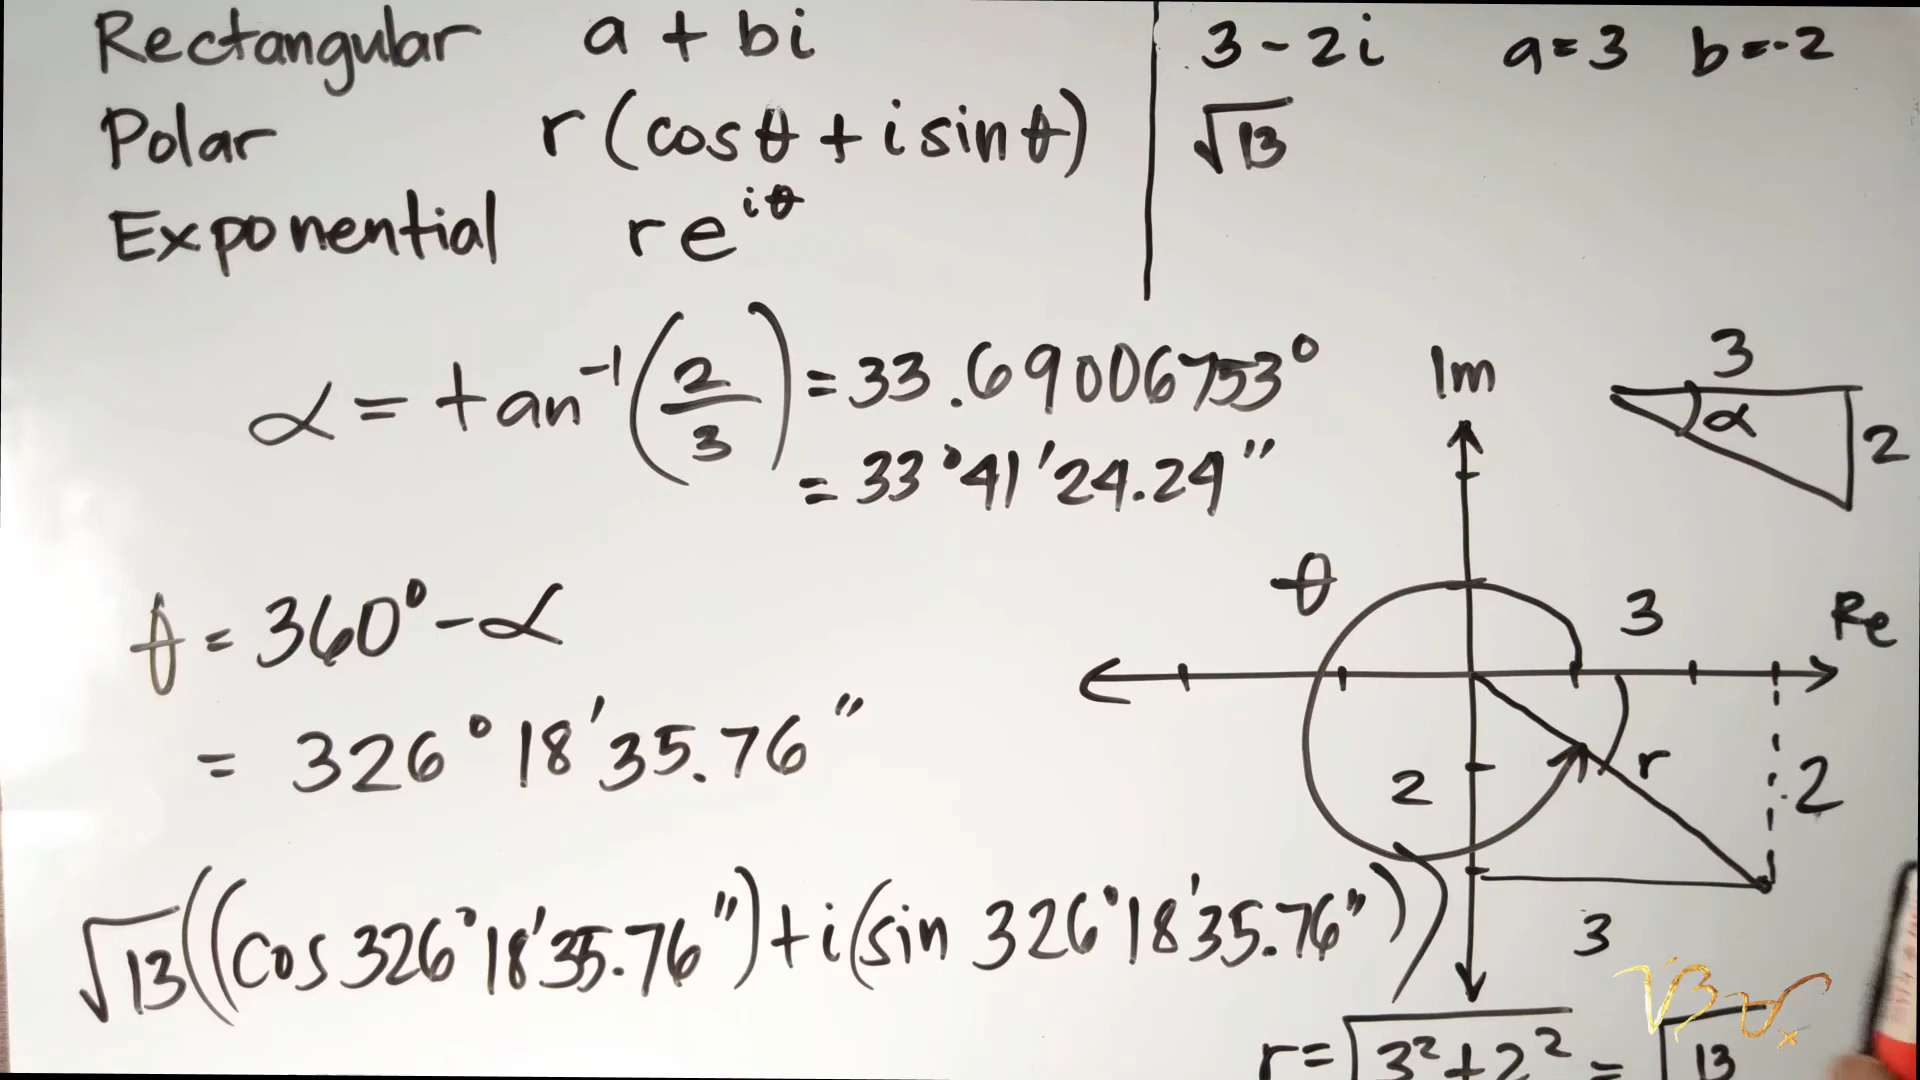 Rectangular a + bi
Polar r (cosθ + i sinθ)
Exponential re^iθ
3 - 2i a = 3 b = -2
√13
α = tan⁻¹(2/3) = 33.69006753°
= 33°41'24.24"
θ = 360° - α
= 326°18'35.76"
√13((cos 326°18'35.76") + i(sin 326°18'35.76"))
3
α
2
Im
θ
3
Re
r
2
2
3
r = √3² + 2² = √13